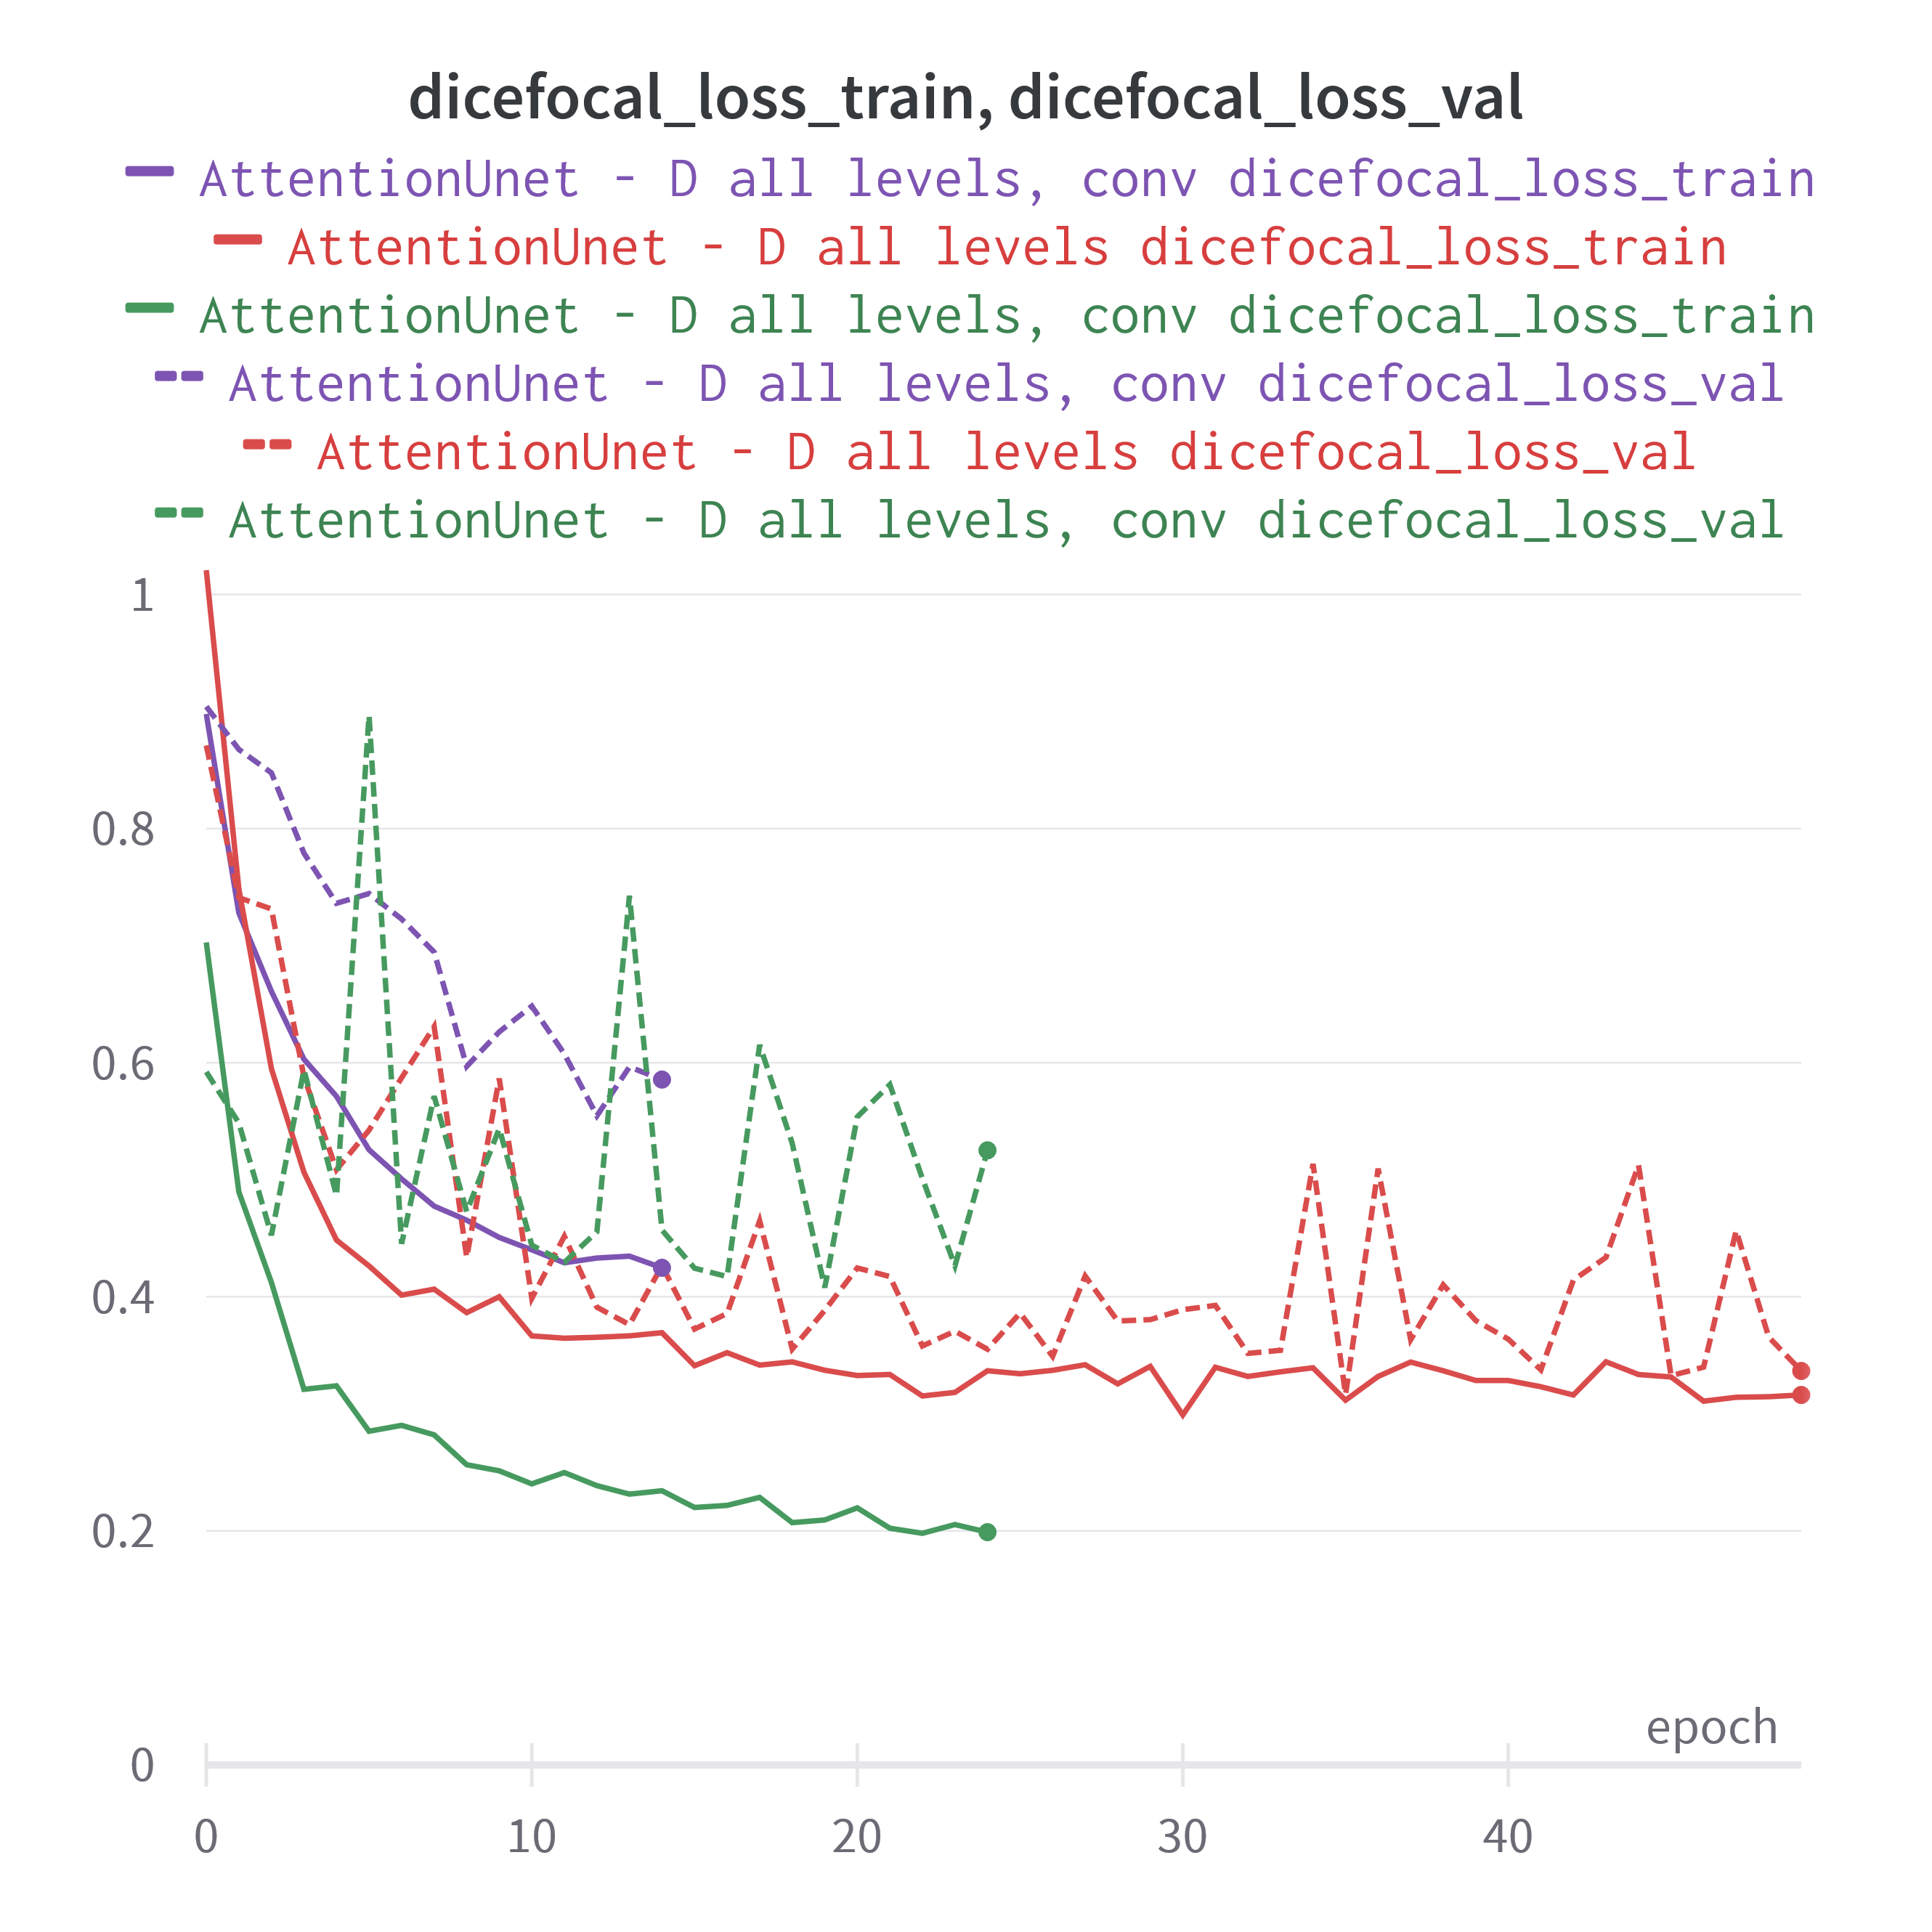 dicefocal_loss_train, dicefocal_loss_val
AttentionUnet - D all levels, conv dicefocal_loss_train
AttentionUnet - D all levels dicefocal_loss_train
AttentionUnet - D all levels, conv dicefocal_loss_train
AttentionUnet - D all levels, conv dicefocal_loss_val
AttentionUnet - D all levels dicefocal_loss_val
AttentionUnet - D all levels, conv dicefocal_loss_val
1
0.8
0.6
0.4
0.2
epoch
0
0 10 20 30 40